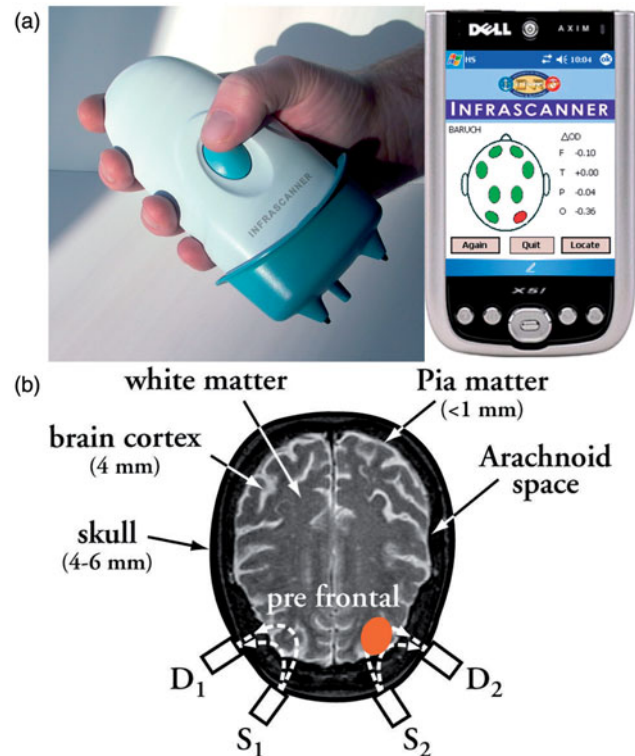 (a)
INFRASCANNER
DELL AXIM
HS 10:04 ok
INFRASCANNER
BARUCH
ΔOD
F -0.10
T +0.00
P -0.04
O -0.36
Again Quit Locate
X51
(b)
white matter
Pia matter
(<1 mm)
brain cortex
(4 mm)
Arachnoid
space
skull
(4-6 mm)
pre frontal
D1
D2
S1
S2